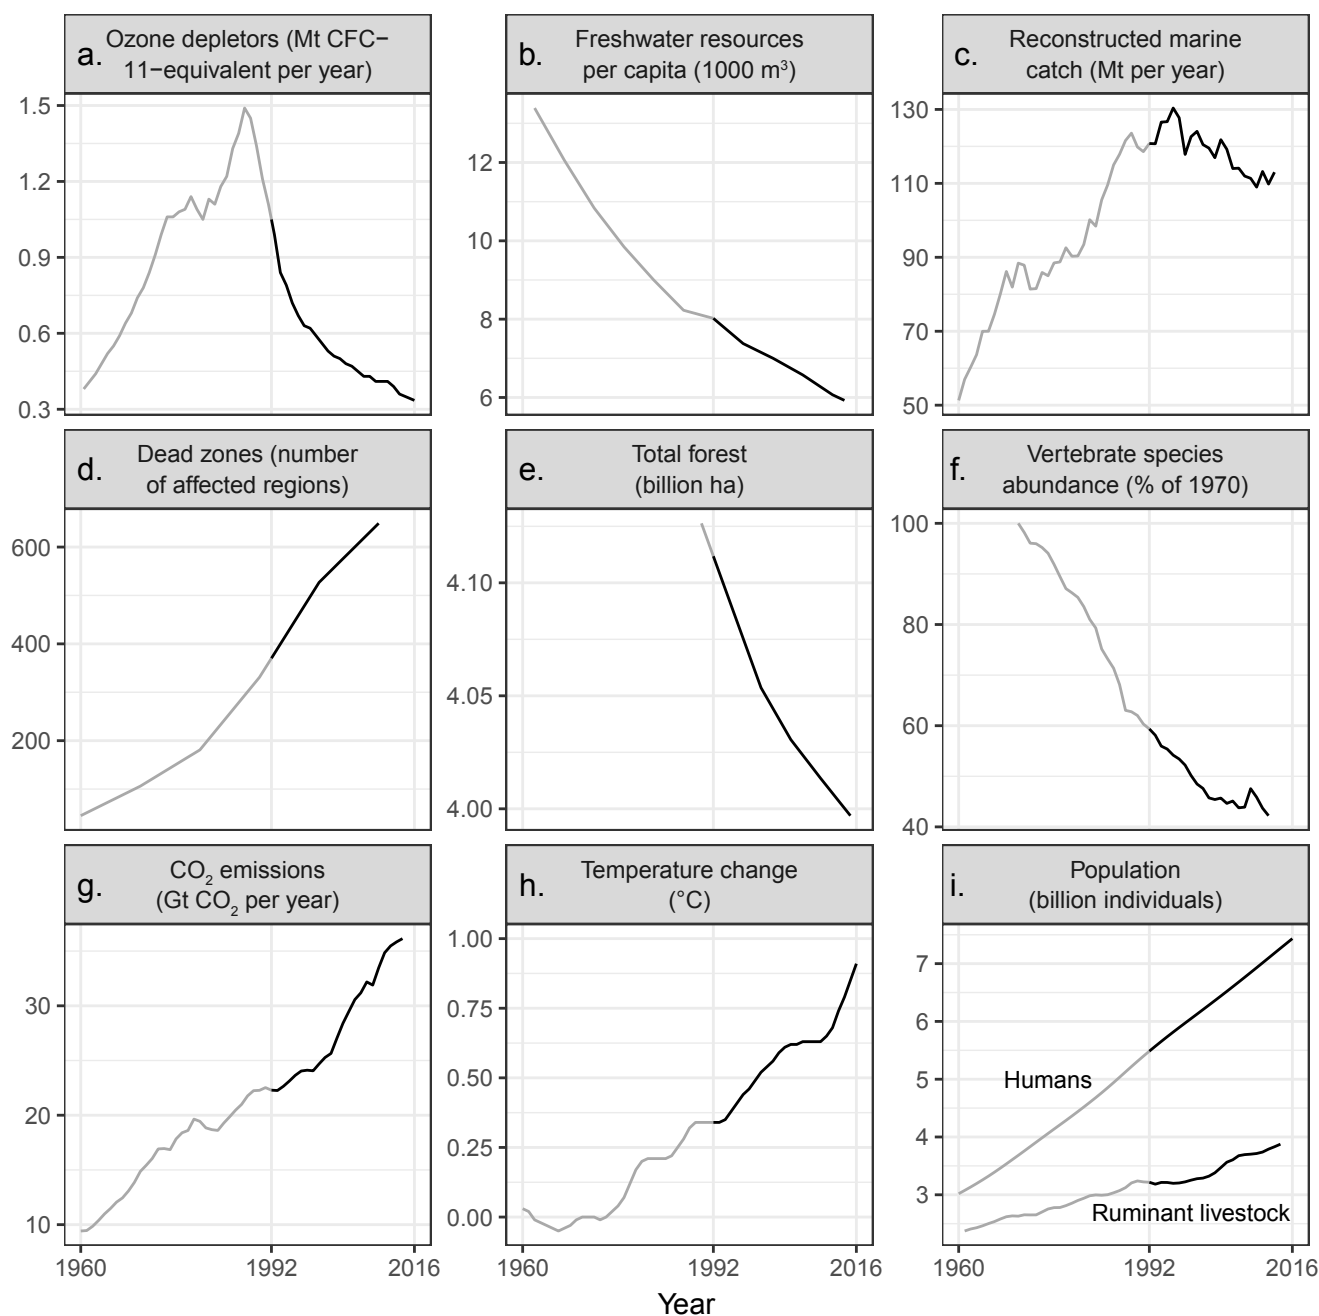 a.
Ozone depletors (Mt CFC−
11−equivalent per year)
b.
Freshwater resources
per capita (1000 m³)
c.
Reconstructed marine
catch (Mt per year)
1.5
1.2
0.9
0.6
0.3
12
10
8
6
130
110
90
70
50
d.
Dead zones (number
of affected regions)
e.
Total forest
(billion ha)
f.
Vertebrate species
abundance (% of 1970)
600
400
200
4.10
4.05
4.00
100
80
60
40
g.
CO₂ emissions
(Gt CO₂ per year)
h.
Temperature change
(°C)
i.
Population
(billion individuals)
30
20
10
1.00
0.75
0.50
0.25
0.00
7
6
5
4
3
Humans
Ruminant livestock
1960 1992 2016
1960 1992 2016
1960 1992 2016
Year